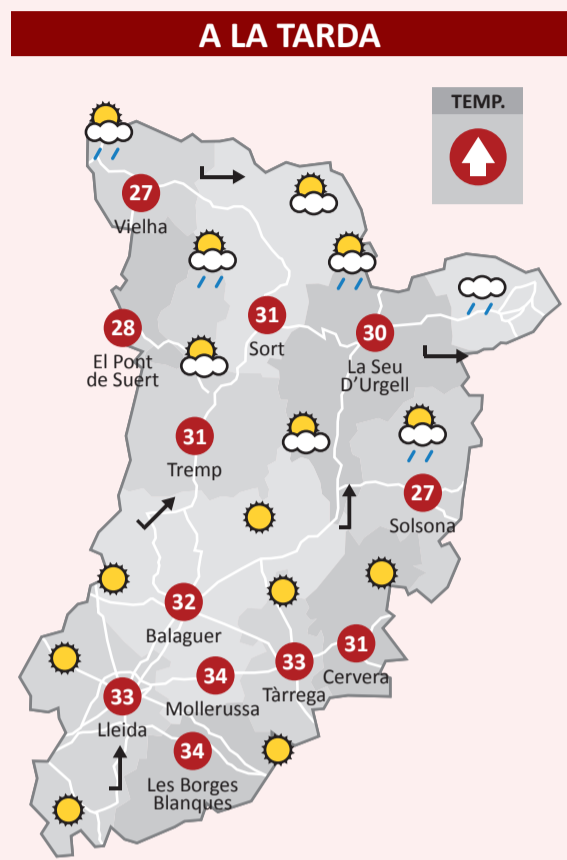 A LA TARDA
TEMP.
27
Vielha
28
El Pont
de Suert
31
Sort
30
La Seu
D'Urgell
31
Tremp
27
Solsona
32
Balaguer
31
Cervera
33
Tàrrega
34
Mollerussa
33
Lleida
34
Les Borges
Blanques